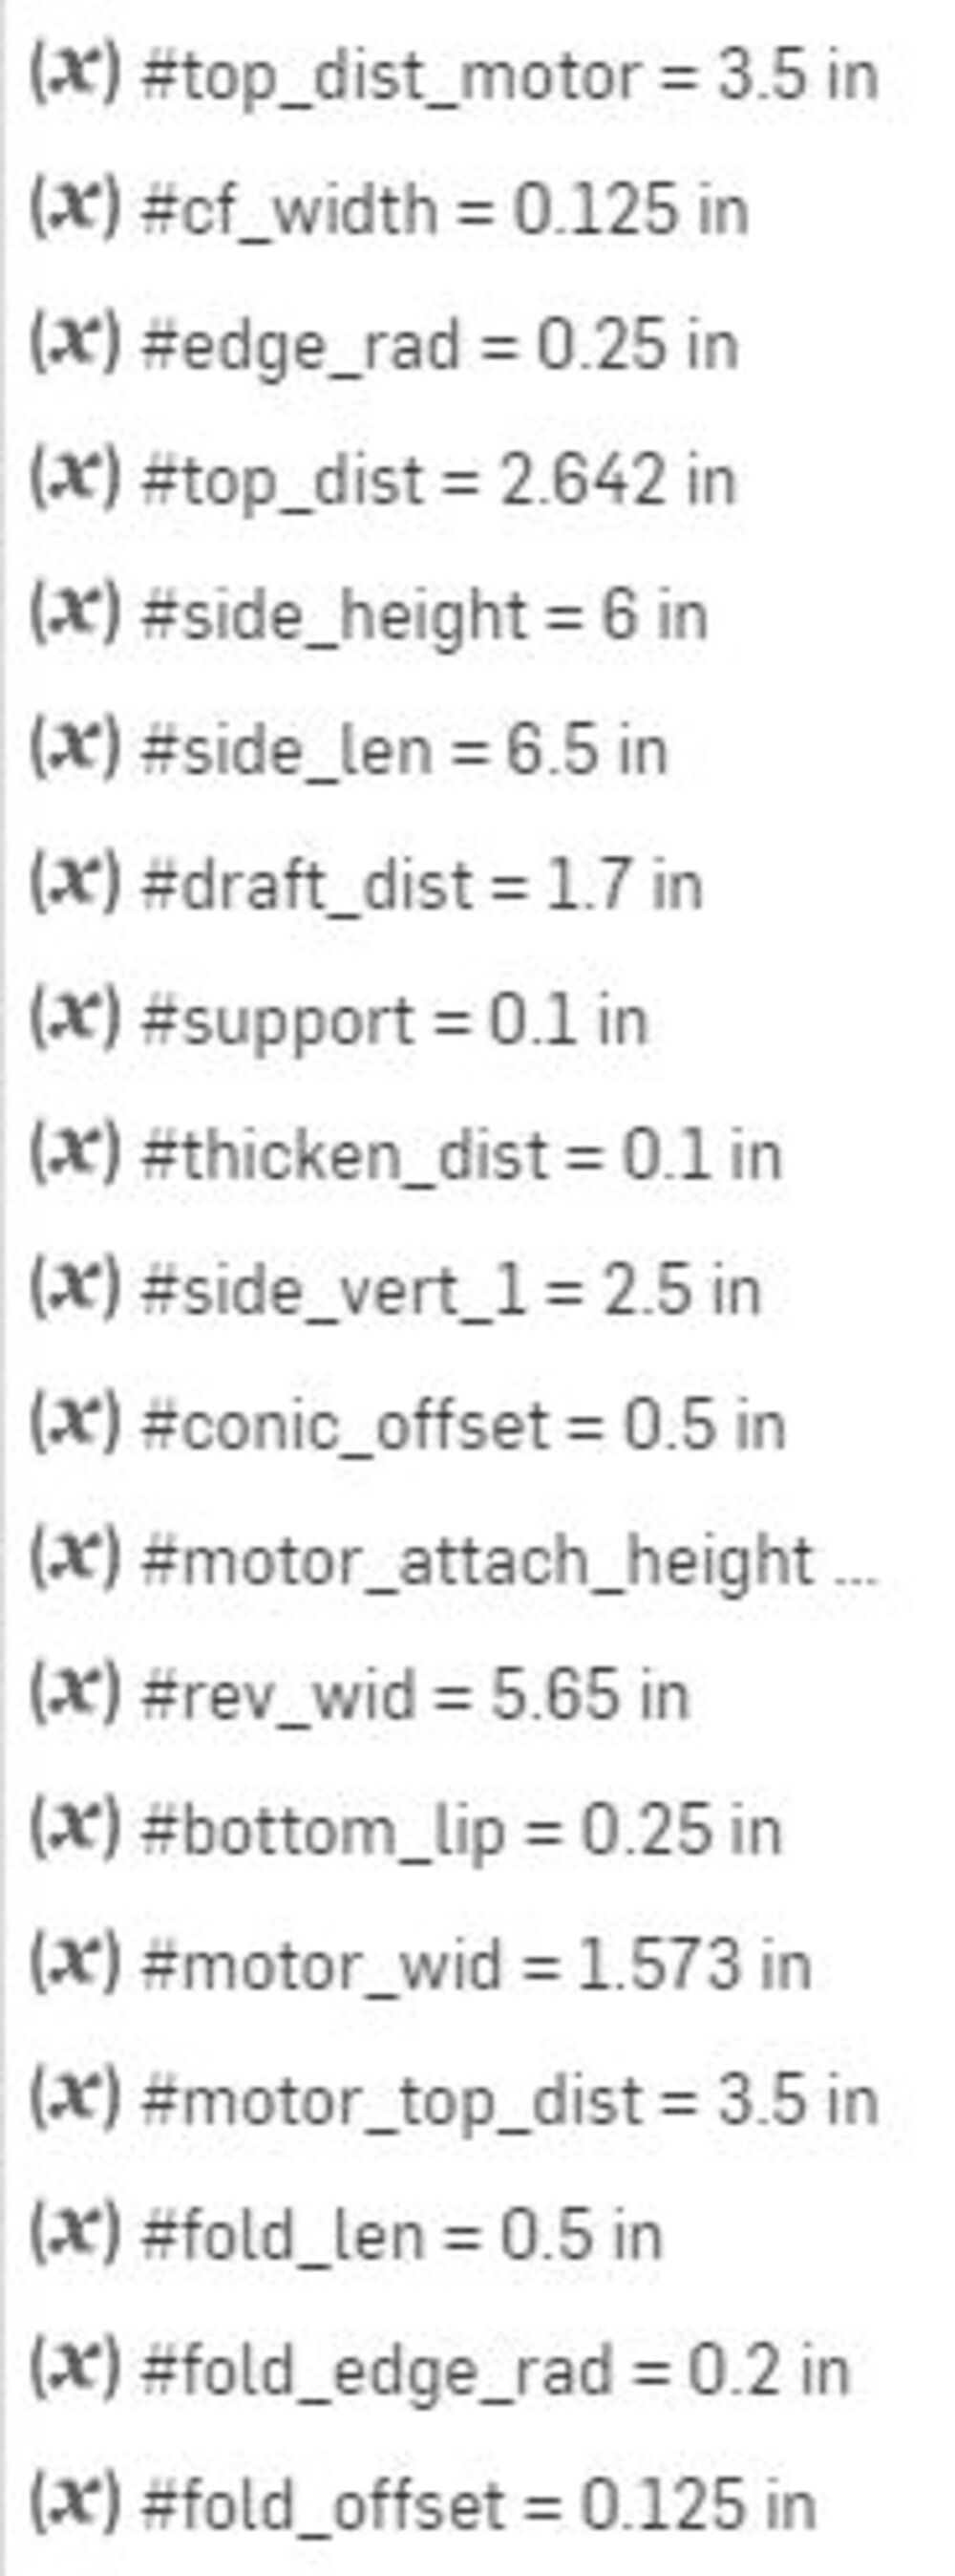 (x) #top_dist_motor = 3.5 in
(x) #cf_width = 0.125 in
(x) #edge_rad = 0.25 in
(x) #top_dist = 2.642 in
(x) #side_height = 6 in
(x) #side_len = 6.5 in
(x) #draft_dist = 1.7 in
(x) #support = 0.1 in
(x) #thicken_dist = 0.1 in
(x) #side_vert_1 = 2.5 in
(x) #conic_offset = 0.5 in
(x) #motor_attach_height ...
(x) #rev_wid = 5.65 in
(x) #bottom_lip = 0.25 in
(x) #motor_wid = 1.573 in
(x) #motor_top_dist = 3.5 in
(x) #fold_len = 0.5 in
(x) #fold_edge_rad = 0.2 in
(x) #fold_offset = 0.125 in